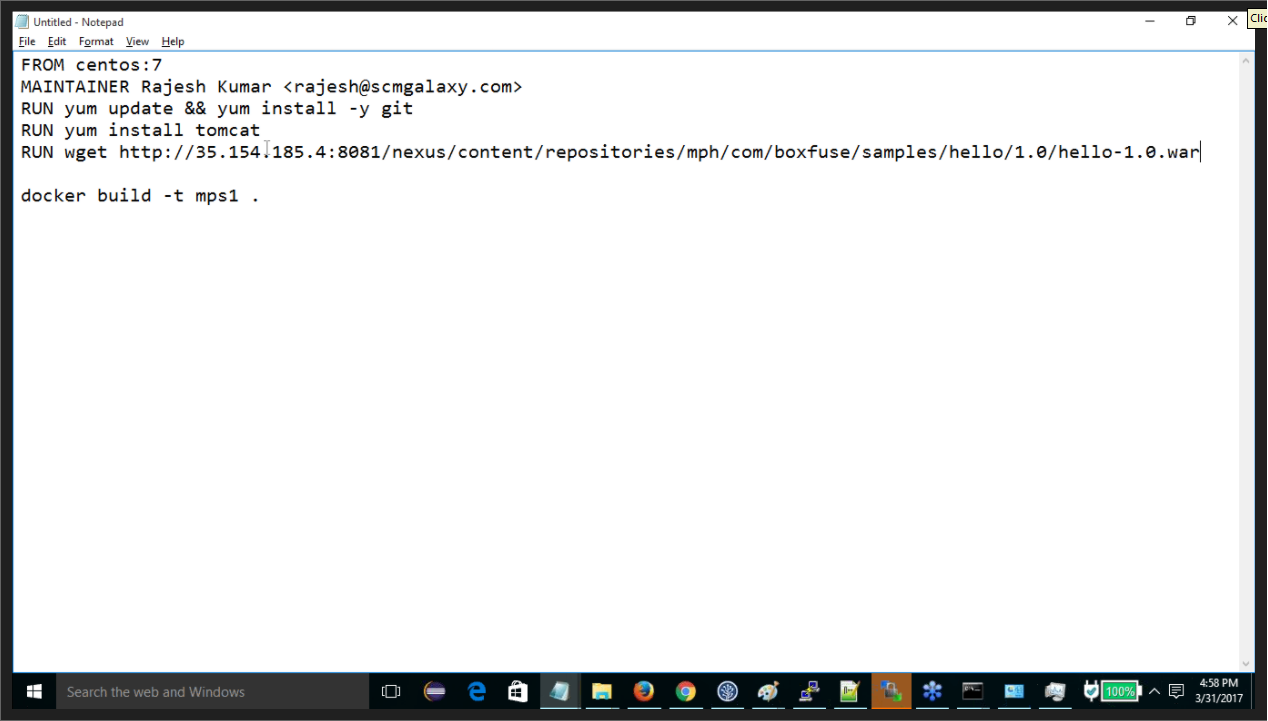 Untitled - Notepad
Clic
File Edit Format View Help
FROM centos:7
MAINTAINER Rajesh Kumar <rajesh@scmgalaxy.com>
RUN yum update && yum install -y git
RUN yum install tomcat
RUN wget http://35.154.185.4:8081/nexus/content/repositories/mph/com/boxfuse/samples/hello/1.0/hello-1.0.war
docker build -t mps1 .
Search the web and Windows
100%
4:58 PM
3/31/2017